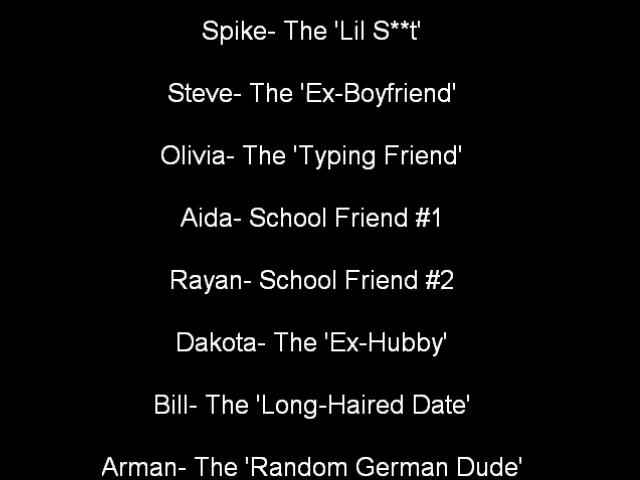 Spike- The 'Lil S**t'
Steve- The 'Ex-Boyfriend'
Olivia- The 'Typing Friend'
Aida- School Friend #1
Rayan- School Friend #2
Dakota- The 'Ex-Hubby'
Bill- The 'Long-Haired Date'
Arman- The 'Random German Dude'